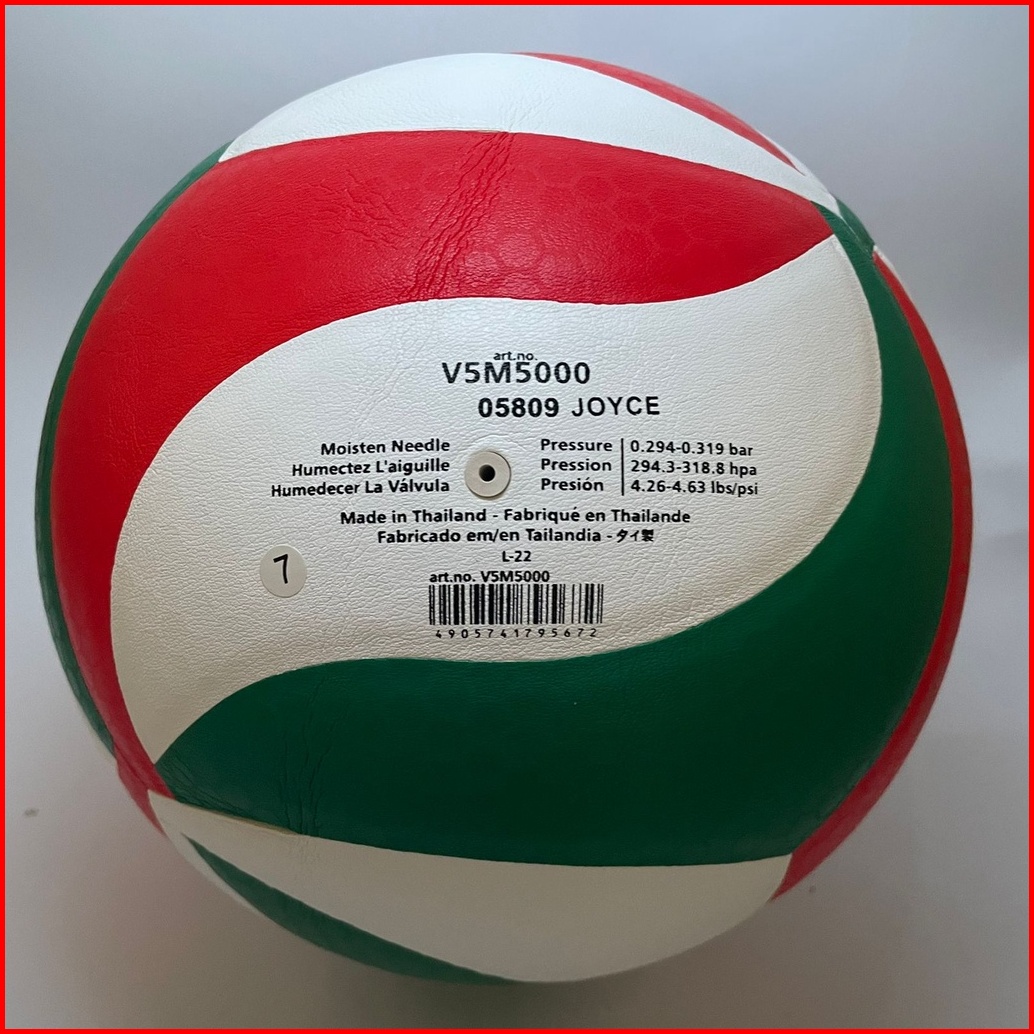 art.no.
V5M5000
05809 JOYCE
Moisten Needle
Humectez L'aiguille
Humedecer La Válvula
Pressure 0.294-0.319 bar
Pression 294.3-318.8 hpa
Presión 4.26-4.63 lbs/psi
Made in Thailand - Fabriqué en Thailande
Fabricado em/en Tailandia - タイ製
L-22
7
art.no. V5M5000
4905741795672